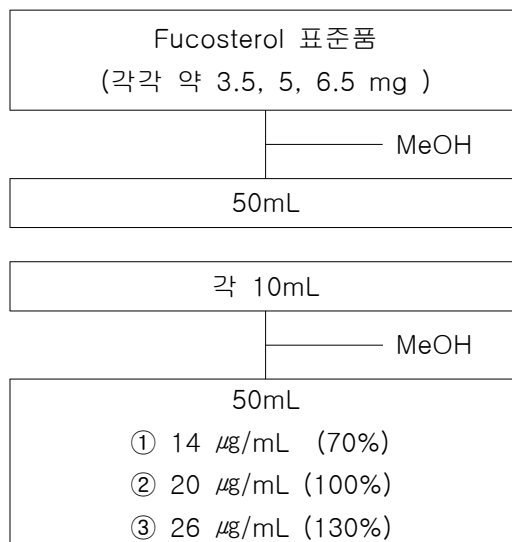 Fucosterol 표준품
(각각 약 3.5, 5, 6.5 mg )
MeOH
50mL
각 10mL
MeOH
50mL
① 14 ㎍/mL (70%)
② 20 ㎍/mL (100%)
③ 26 ㎍/mL (130%)